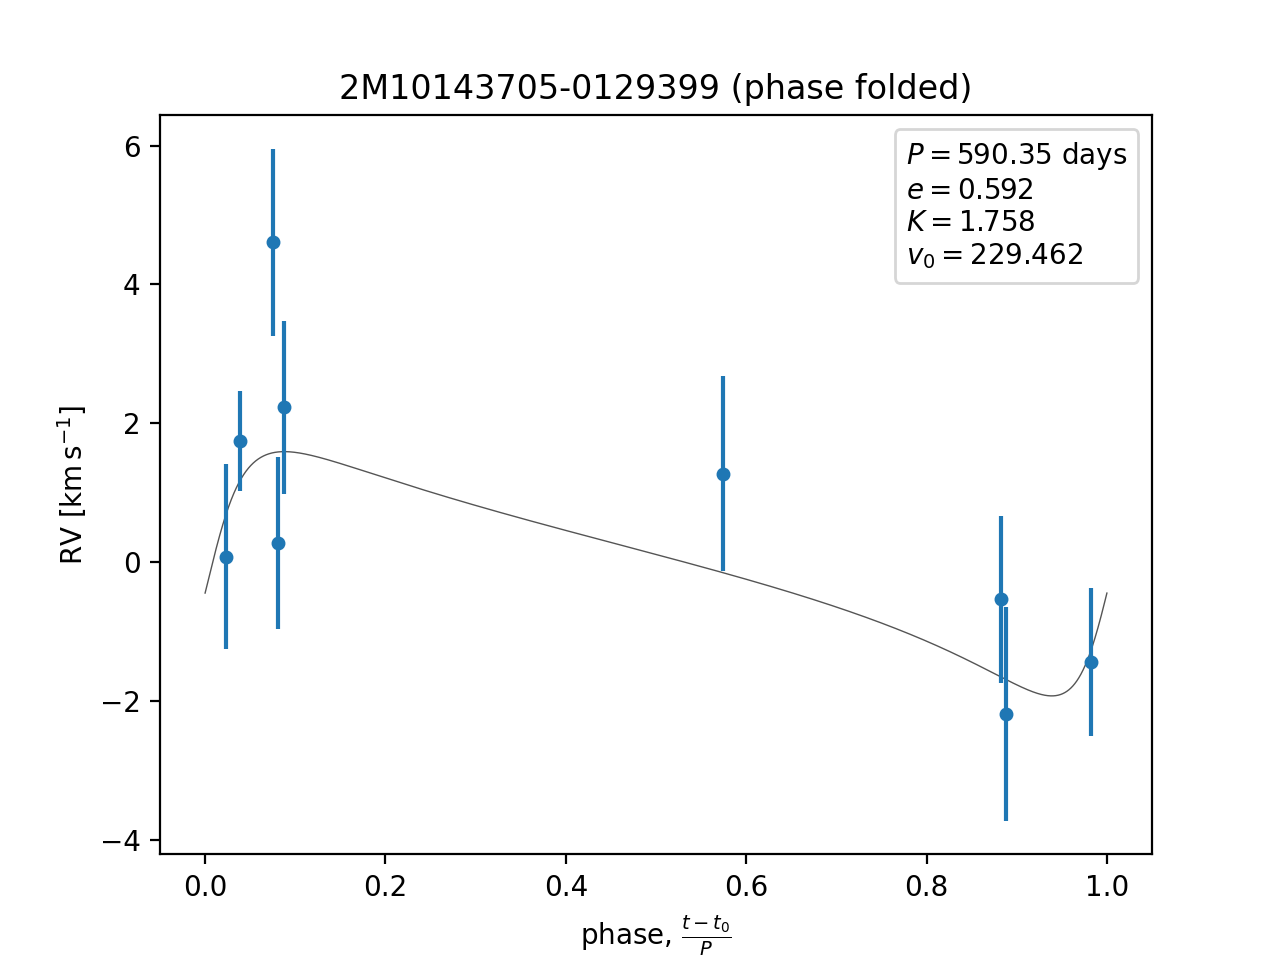 2M10143705-0129399 (phase folded)
P = 590.35 days
e = 0.592
K = 1.758
v₀ = 229.462
RV [km s⁻¹]
6
4
2
0
−2
−4
0.0 0.2 0.4 0.6 0.8 1.0
phase, (t − t₀)/P